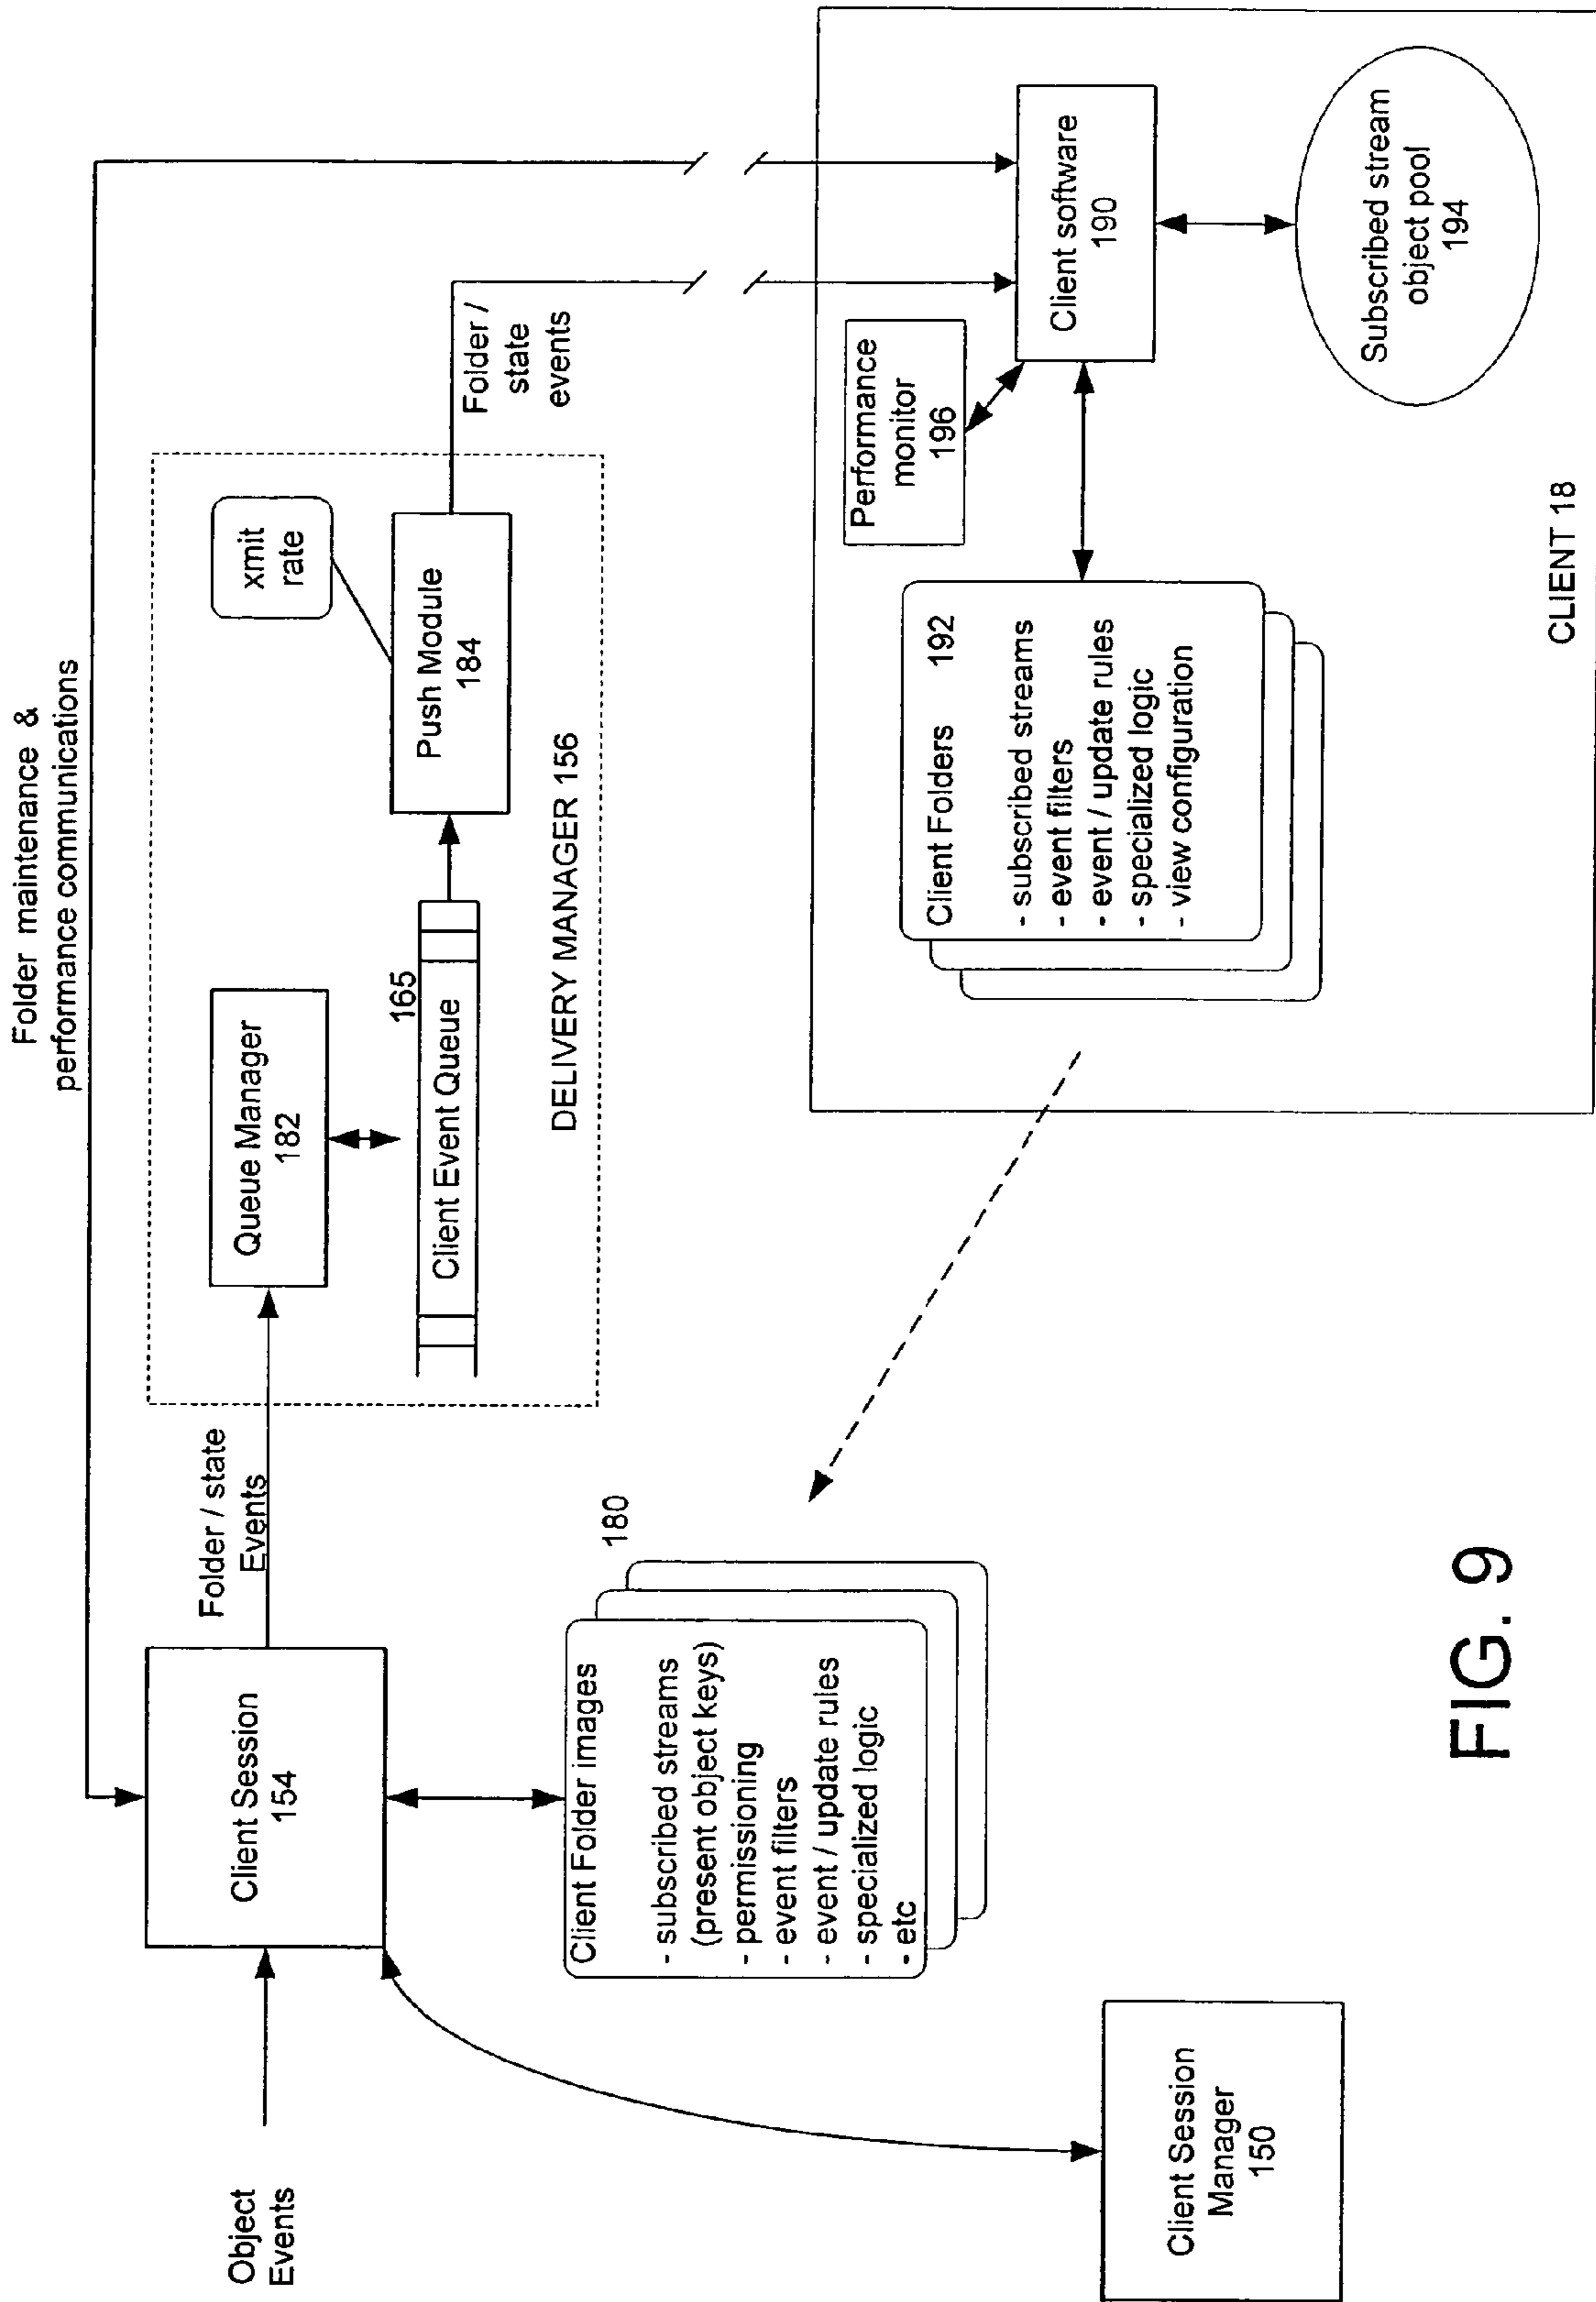 Folder maintenance &
performance communications
Object
Events
Client Session
154
Folder / state
Events
Queue Manager
182
165
Client Event Queue
xmit
rate
Push Module
184
DELIVERY MANAGER 156
Folder /
state
events
Client Folder images
180
- subscribed streams
(present object keys)
- permissioning
- event filters
- event / update rules
- specialized logic
- etc
Client Session
Manager
150
Performance
monitor
196
Client software
190
Client Folders 192
- subscribed streams
- event filters
- event / update rules
- specialized logic
- view configuration
Subscribed stream
object pool
194
CLIENT 18
FIG. 9